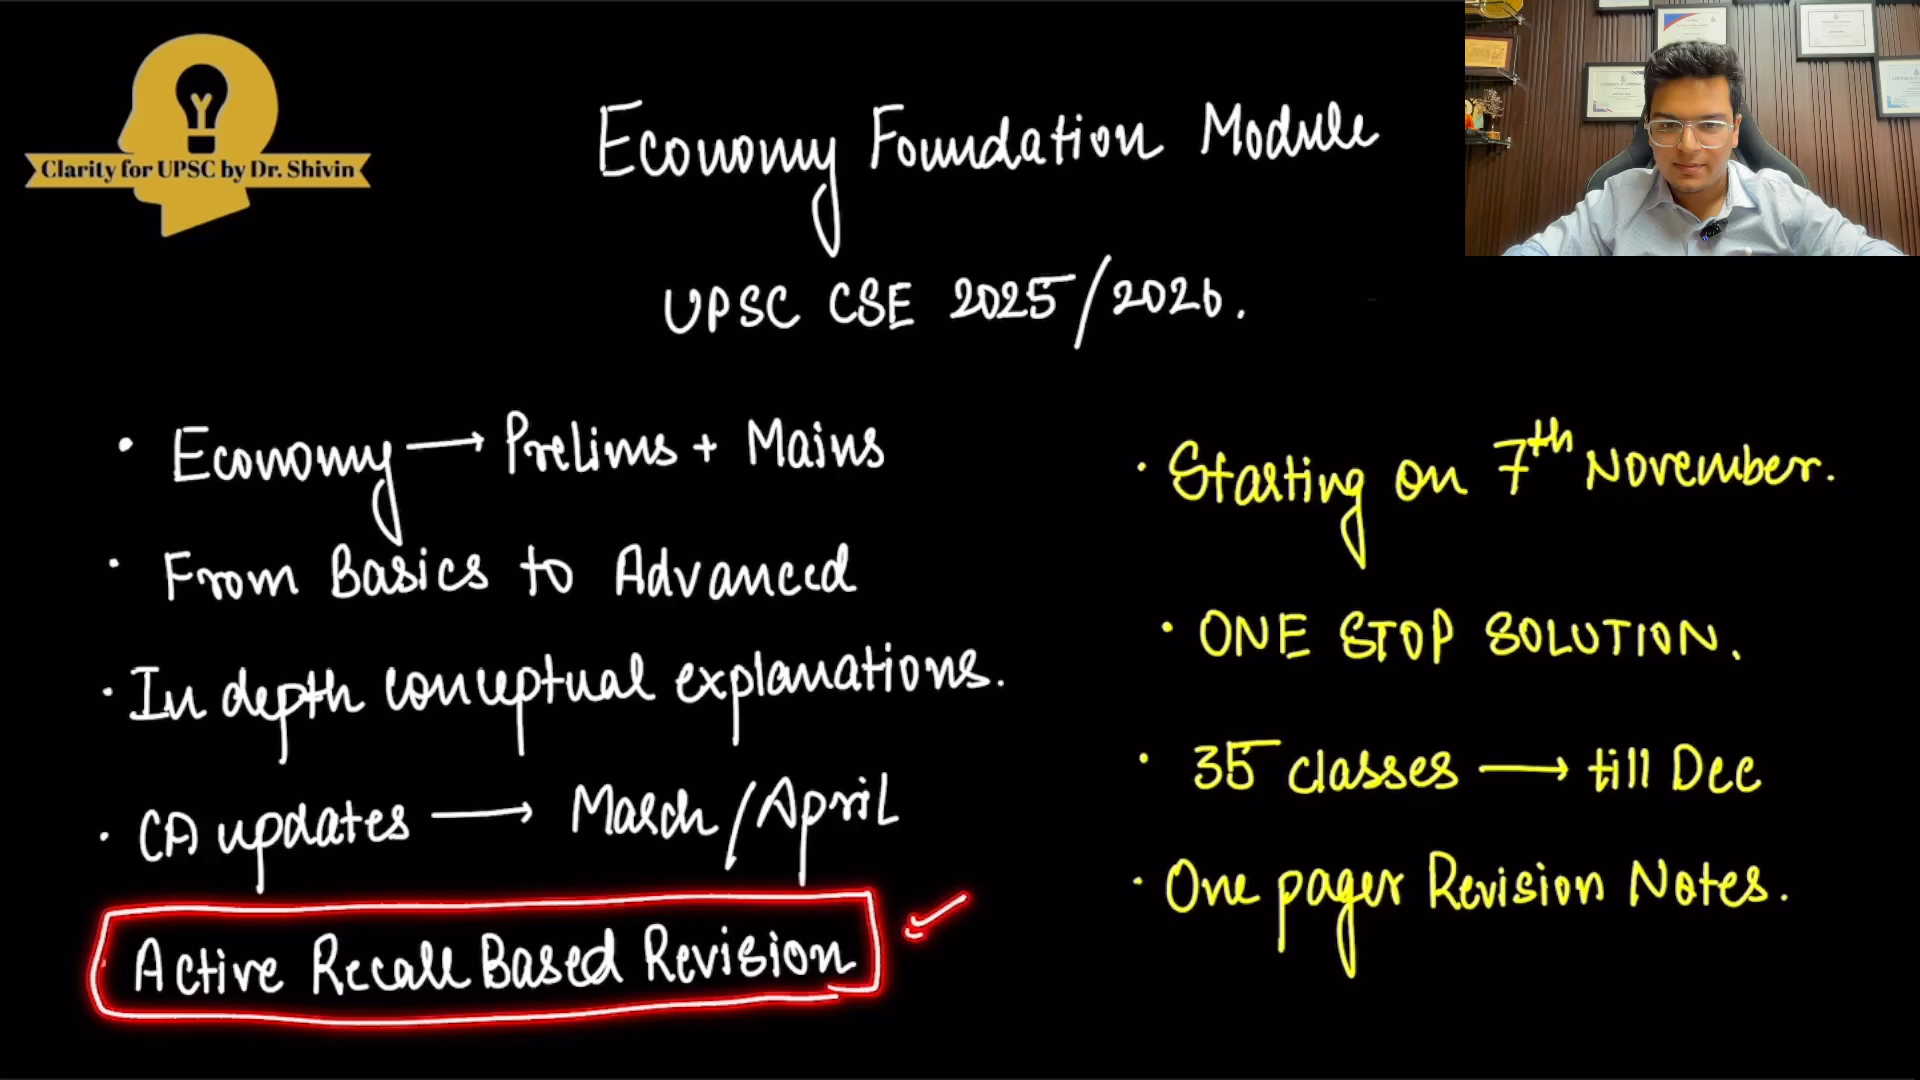 Clarity for UPSC by Dr. Shivin
Economy Foundation Module
UPSC CSE 2025/2026.
• Economy → Prelims + Mains
• From Basics to Advanced
• In depth conceptual explanations.
• CA updates → March/April
• Active Recall Based Revision ✓
• Starting on 7th November.
• ONE STOP SOLUTION.
• 35 classes → till Dec
• One pager Revision Notes.